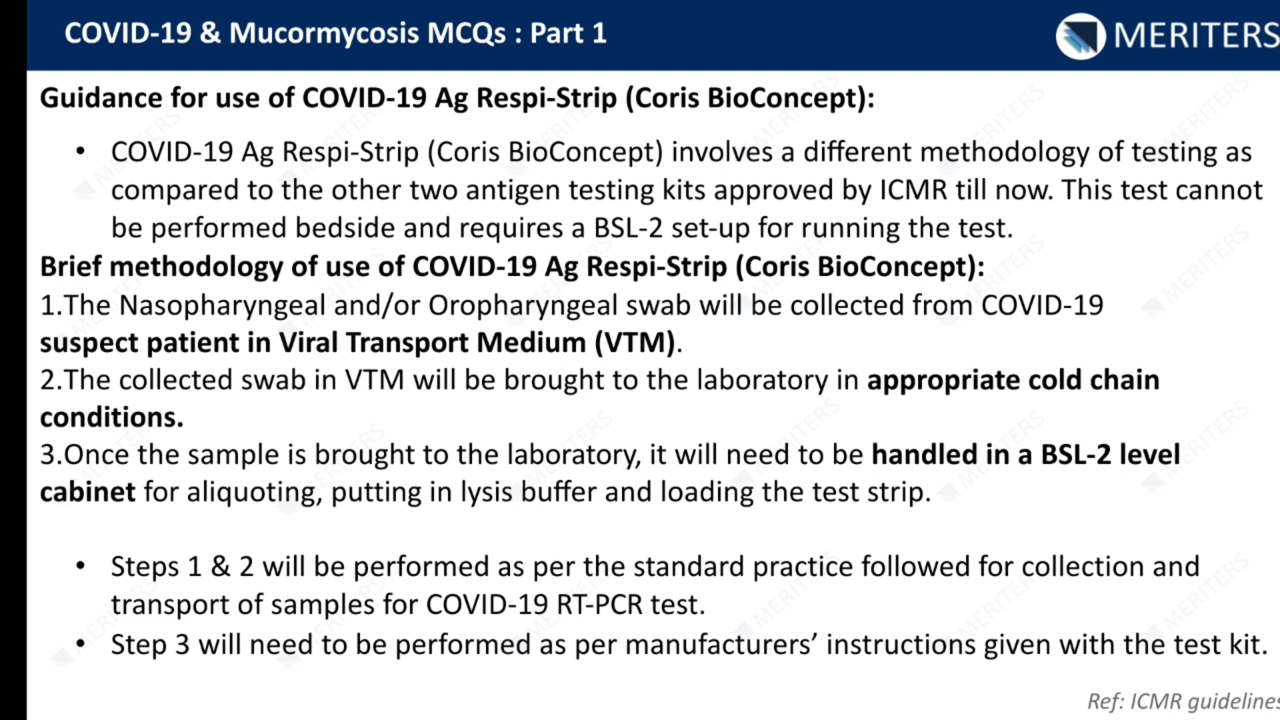 COVID-19 & Mucormycosis MCQs : Part 1
MERITERS
Guidance for use of COVID-19 Ag Respi-Strip (Coris BioConcept):
• COVID-19 Ag Respi-Strip (Coris BioConcept) involves a different methodology of testing as
compared to the other two antigen testing kits approved by ICMR till now. This test cannot
be performed bedside and requires a BSL-2 set-up for running the test.
Brief methodology of use of COVID-19 Ag Respi-Strip (Coris BioConcept):
1.The Nasopharyngeal and/or Oropharyngeal swab will be collected from COVID-19
suspect patient in Viral Transport Medium (VTM).
2.The collected swab in VTM will be brought to the laboratory in appropriate cold chain
conditions.
3.Once the sample is brought to the laboratory, it will need to be handled in a BSL-2 level
cabinet for aliquoting, putting in lysis buffer and loading the test strip.
• Steps 1 & 2 will be performed as per the standard practice followed for collection and
transport of samples for COVID-19 RT-PCR test.
• Step 3 will need to be performed as per manufacturers’ instructions given with the test kit.
Ref: ICMR guidelines